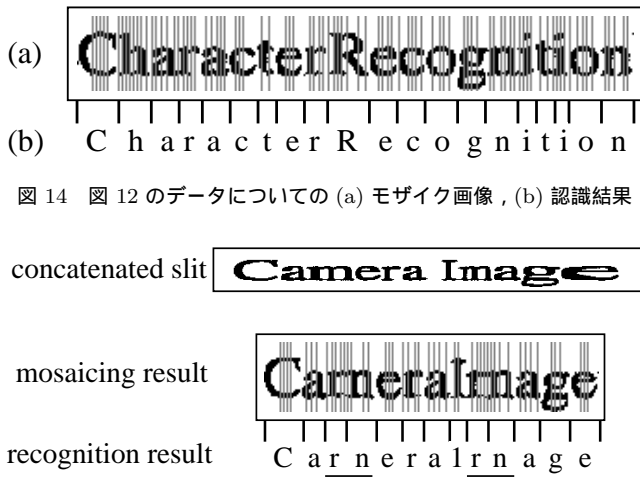 (a) CharacterRecognition
(b) C h a r a c t e r R e c o g n i t i o n
図 14 図 12 のデータについての (a) モザイク画像 , (b) 認識結果
concatenated slit Camera Image
mosaicing result CameraImage
recognition result C a r n e r a l r n a g e